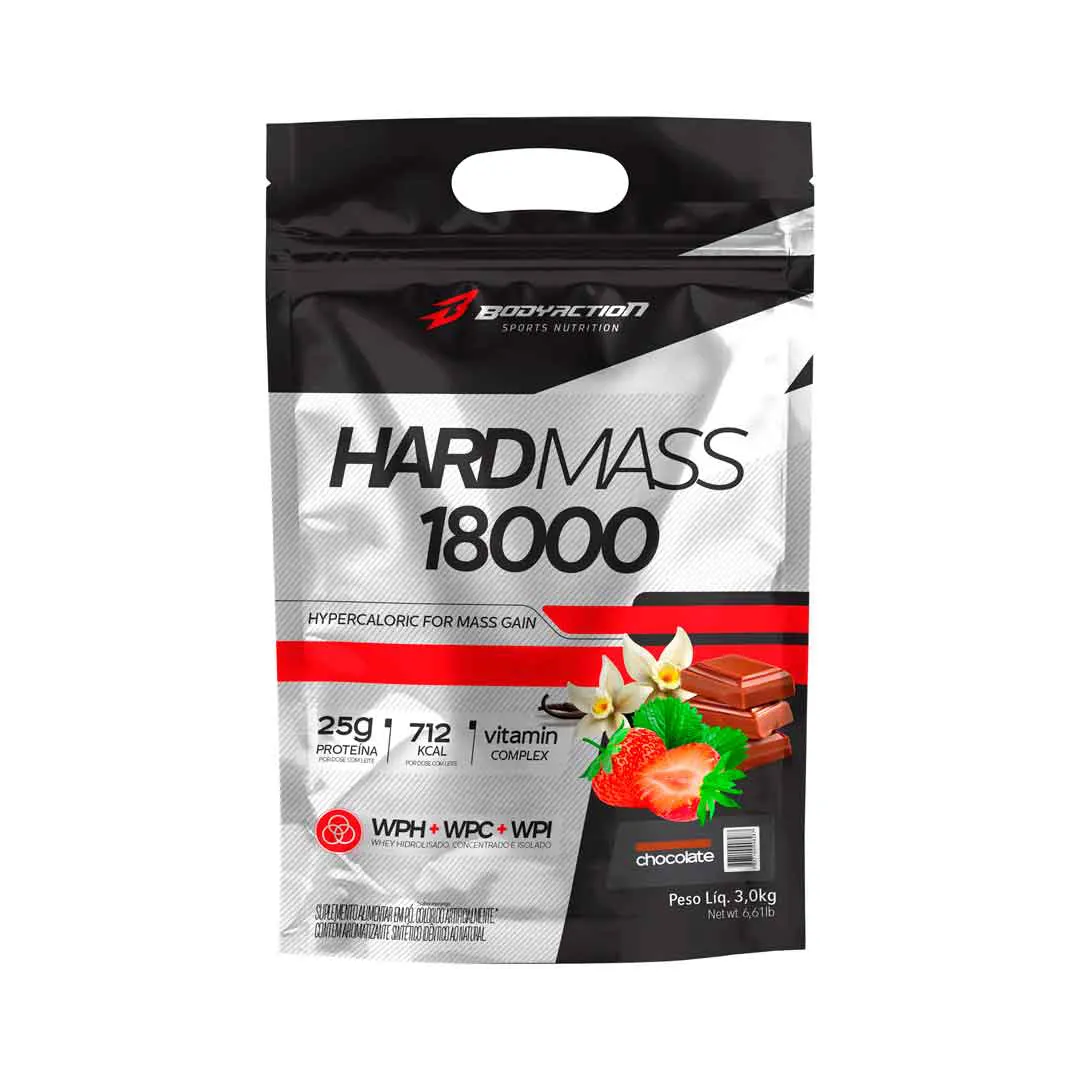 BODYACTION
SPORTS NUTRITION
HARDMASS
18000
HYPERCALORIC FOR MASS GAIN
25g
PROTEÍNA
POR DOSE COM LEITE
712
KCAL
POR DOSE COM LEITE
vitamin
COMPLEX
WPH + WPC + WPI
WHEY HIDROLISADO, CONCENTRADO E ISOLADO
SUPLEMENTO ALIMENTAR EM PÓ. COLORIDO ARTIFICIALMENTE.*
CONTÉM AROMATIZANTE SINTÉTICO IDÊNTICO AO NATURAL.
chocolate
Peso Líq. 3,0kg
Net wt. 6,61lb